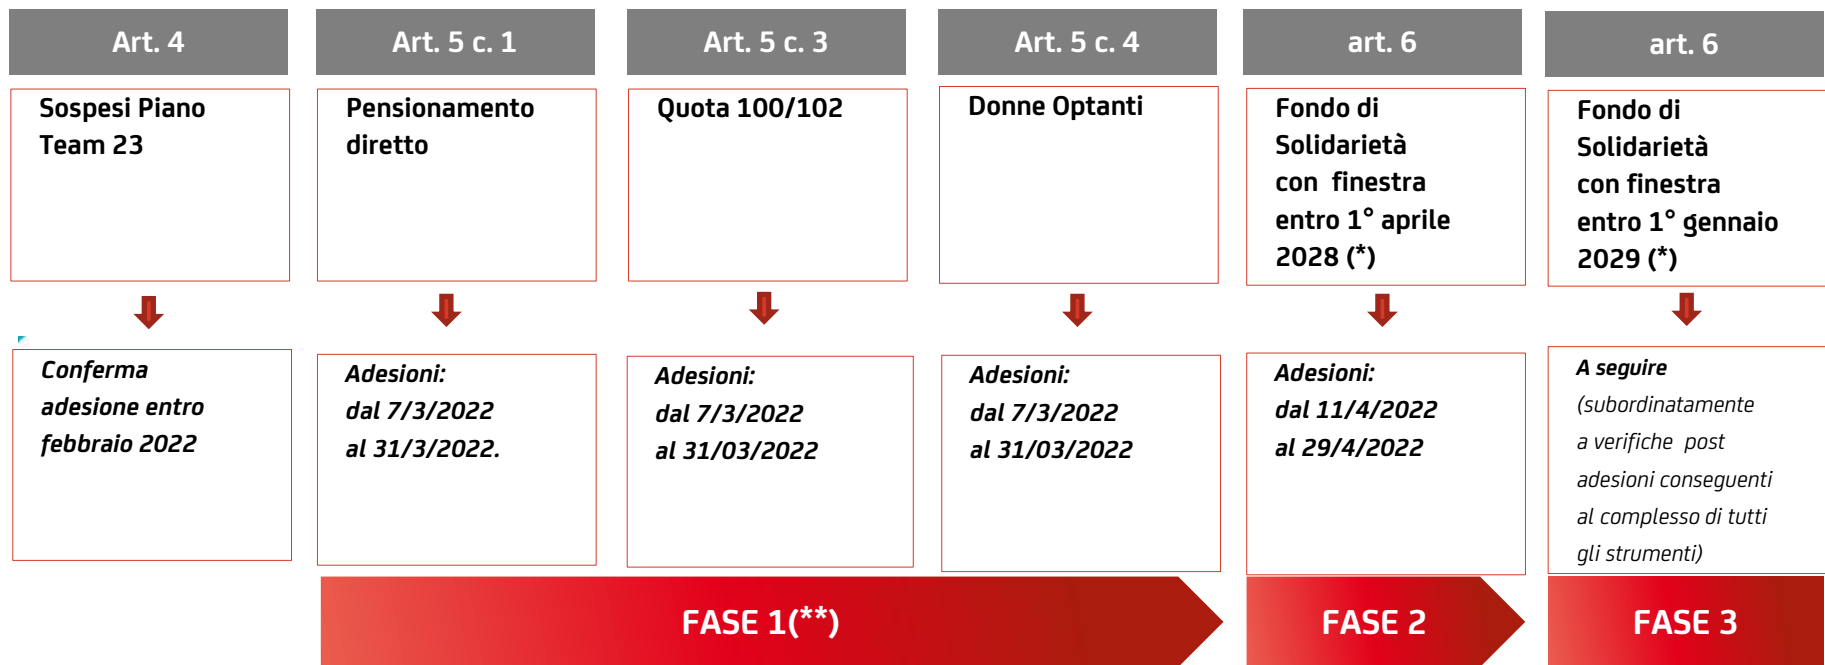 Art. 4
Art. 5 c. 1
Art. 5 c. 3
Art. 5 c. 4
art. 6
art. 6
Sospesi Piano
Team 23
Pensionamento
diretto
Quota 100/102
Donne Optanti
Fondo di
Solidarietà
con finestra
entro 1° aprile
2028 (*)
Fondo di
Solidarietà
con finestra
entro 1° gennaio
2029 (*)
Conferma
adesione entro
febbraio 2022
Adesioni:
dal 7/3/2022
al 31/3/2022.
Adesioni:
dal 7/3/2022
al 31/03/2022
Adesioni:
dal 7/3/2022
al 31/03/2022
Adesioni:
dal 11/4/2022
al 29/4/2022
A seguire
(subordinatamente
a verifiche post
adesioni conseguenti
al complesso di tutti
gli strumenti)
FASE 1(**)
FASE 2
FASE 3